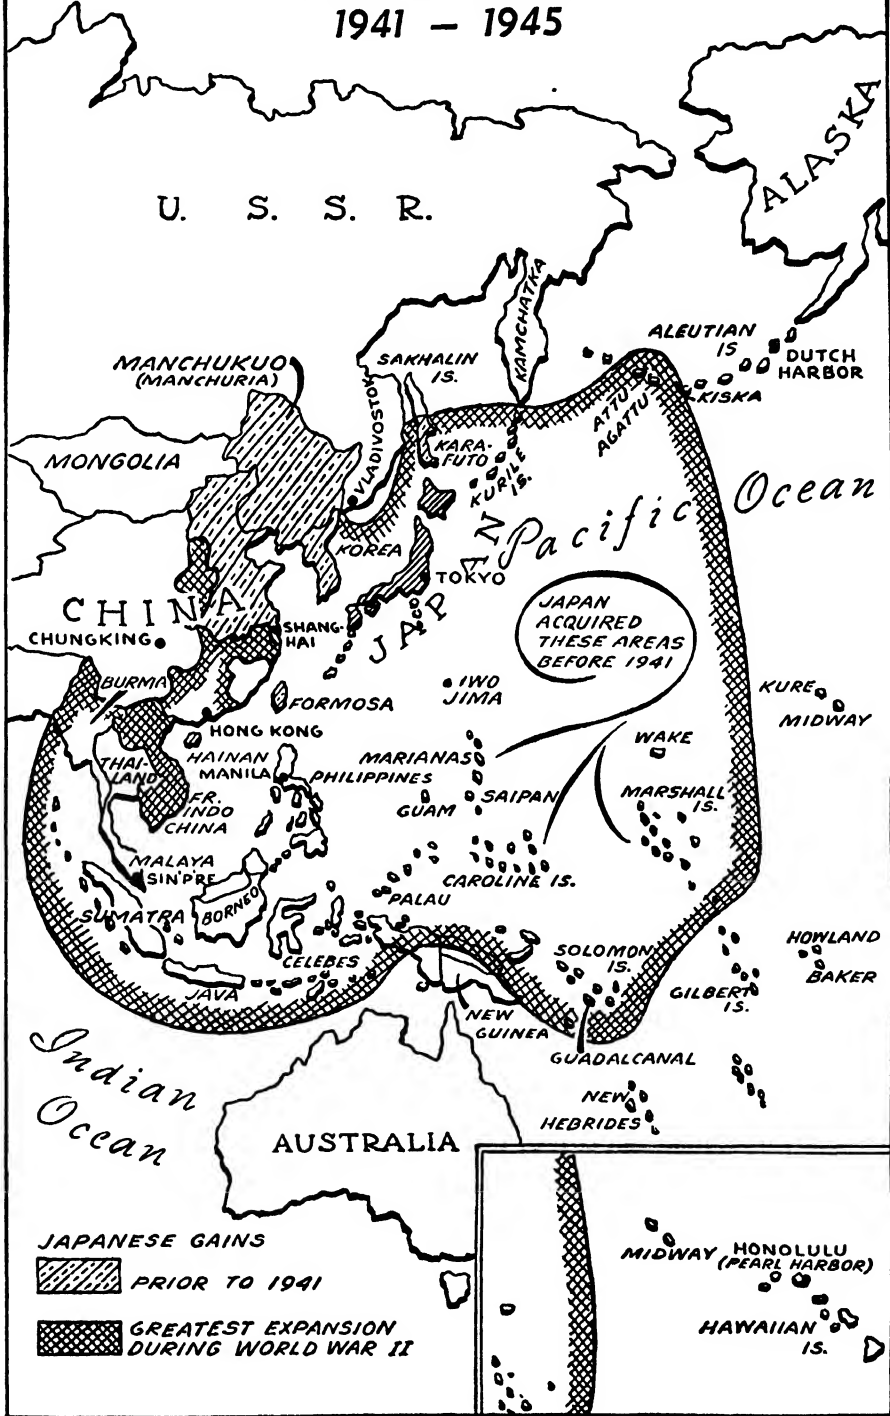 1941 – 1945
U. S. S. R.
ALASKA
ALEUTIAN
IS
DUTCH
HARBOR
KISKA
ATTU
AGATTU
KAMCHATKA
SAKHALIN
IS.
MANCHUKUO
(MANCHURIA)
VLADIVOSTOK
MONGOLIA
KARA-
FUTO
KURILE
IS.
Pacific Ocean
KOREA
JAPAN
TOKYO
CHINA
CHUNGKING
SHANG-
HAI
JAPAN
ACQUIRED
THESE AREAS
BEFORE 1941
BURMA
FORMOSA
IWO
JIMA
KURE
MIDWAY
HONG KONG
HAINAN
MANILA
PHILIPPINES
MARIANAS
WAKE
THAI-
LAND
FR.
INDO
CHINA
GUAM
SAIPAN
MARSHALL
IS.
MALAYA
SIN'P'RE
CAROLINE IS.
PALAU
SUMATRA
BORNEO
CELEBES
JAVA
SOLOMON
IS.
HOWLAND
BAKER
GILBERT
IS.
NEW
GUINEA
GUADALCANAL
Indian
Ocean
NEW
HEBRIDES
AUSTRALIA
JAPANESE GAINS
PRIOR TO 1941
GREATEST EXPANSION
DURING WORLD WAR II
MIDWAY
HONOLULU
(PEARL HARBOR)
HAWAIIAN
IS.